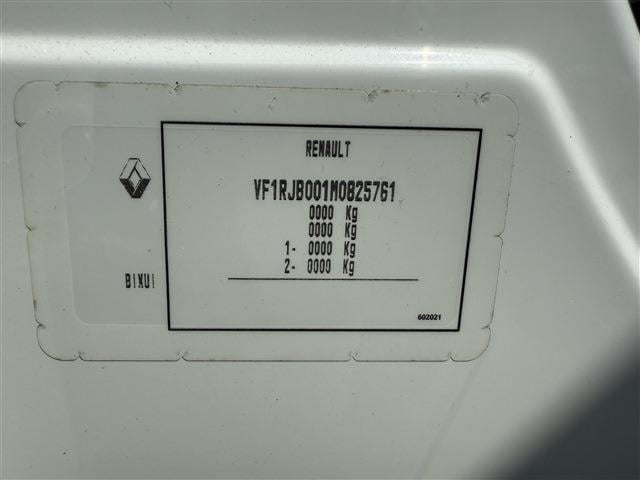 RENAULT
VF1RJB001M0825761
0000 Kg
0000 Kg
1- 0000 Kg
2- 0000 Kg
BIXUI
602021